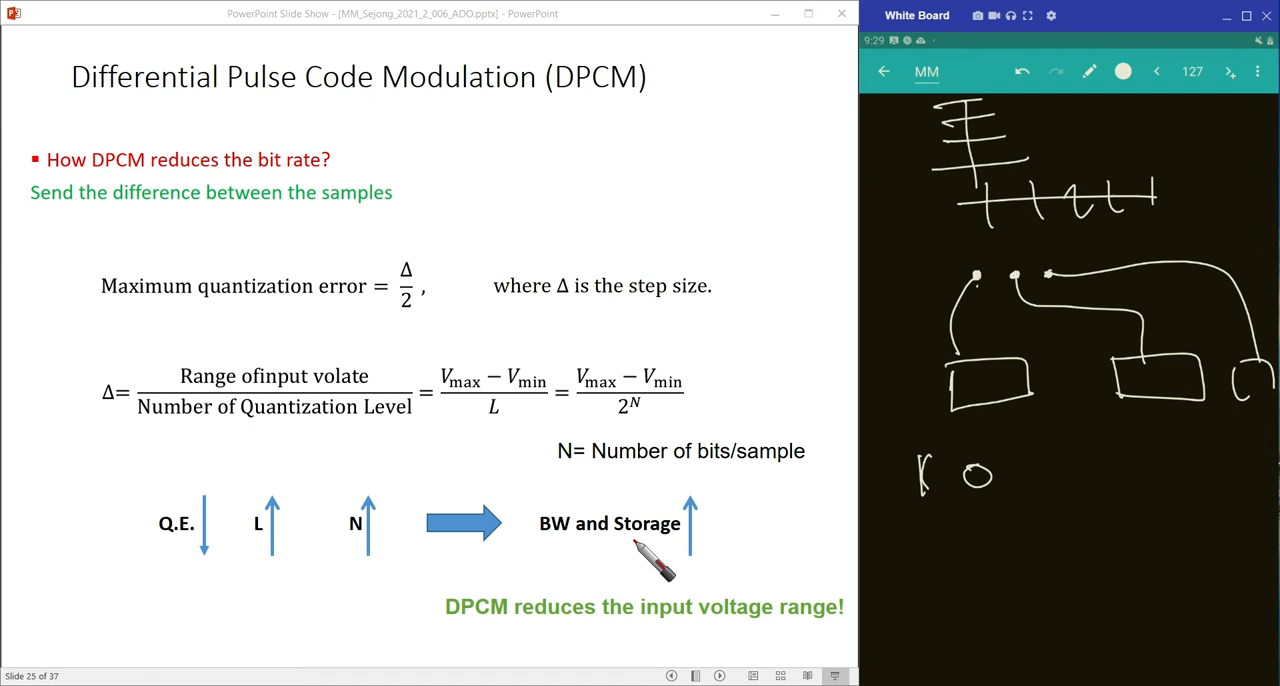 PowerPoint Slide Show - [MM_Sejong_2021_2_006_ADO.pptx] - PowerPoint
Differential Pulse Code Modulation (DPCM)
▪ How DPCM reduces the bit rate?
Send the difference between the samples
Maximum quantization error = Δ/2 , where Δ is the step size.
Δ= Range ofinput volate / Number of Quantization Level = Vmax − Vmin / L = Vmax − Vmin / 2^N
N= Number of bits/sample
Q.E. L N BW and Storage
DPCM reduces the input voltage range!
Slide 25 of 37
White Board
9:29
MM 127